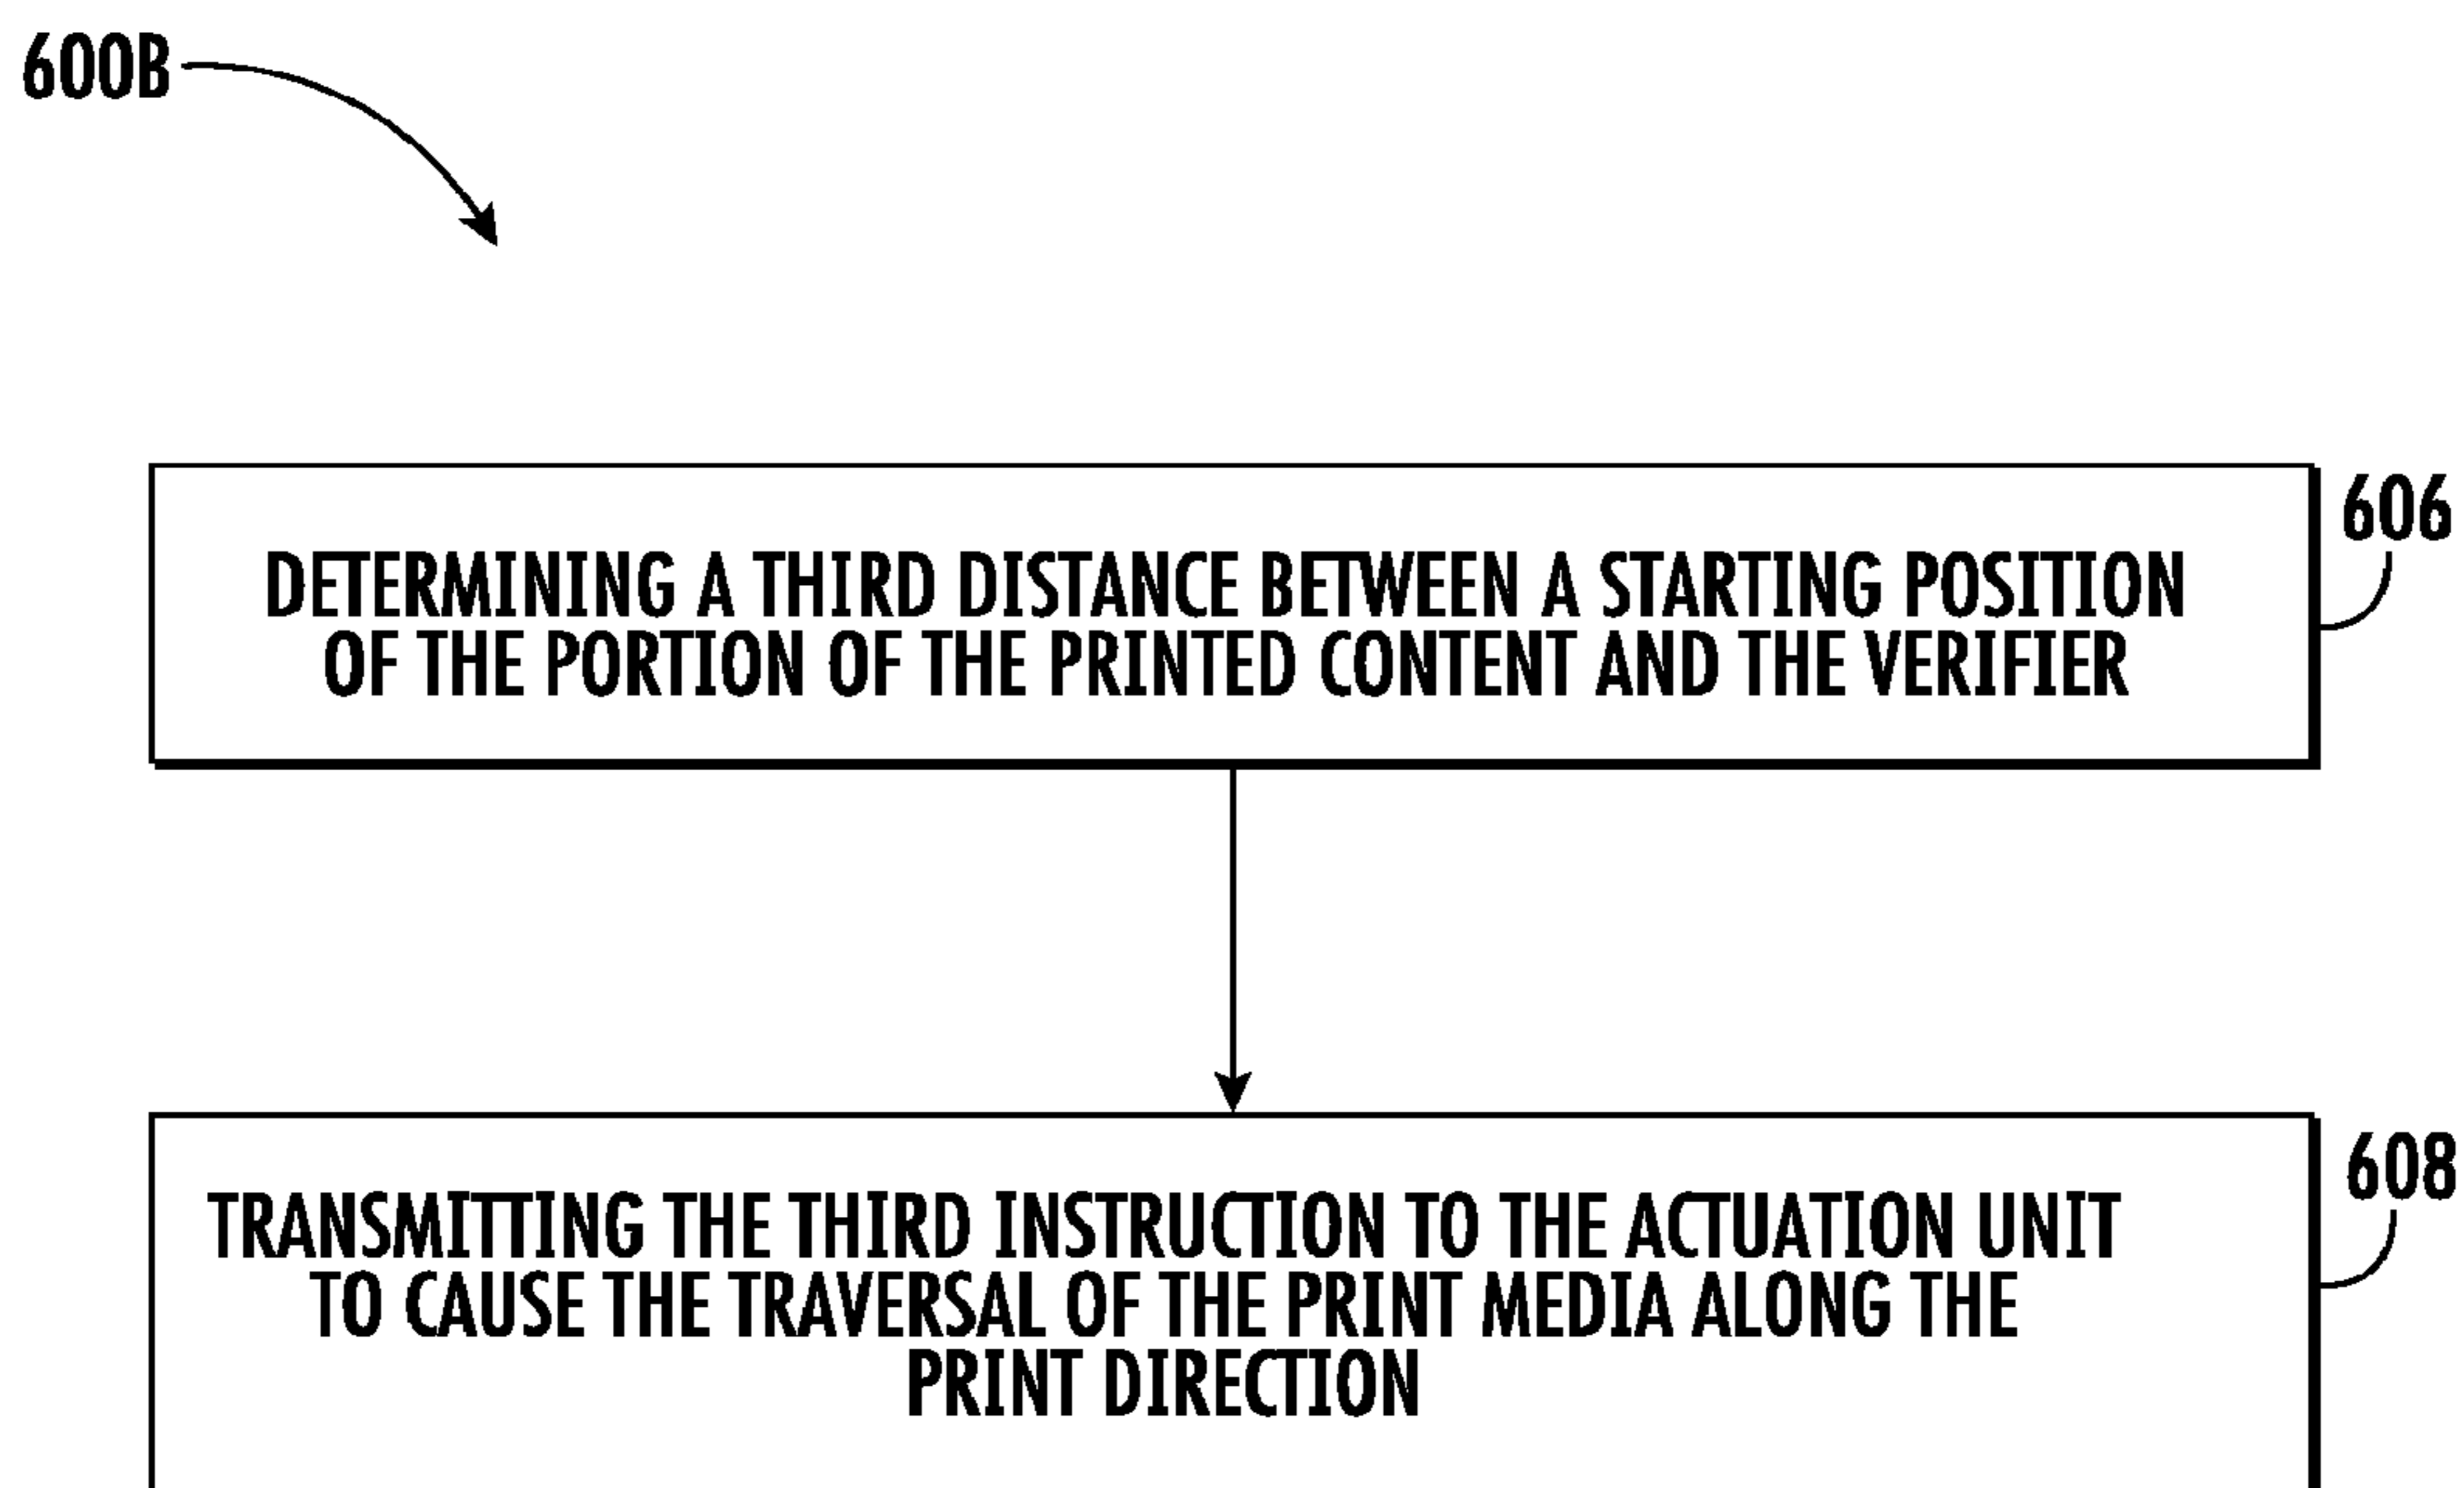 600B
606
DETERMINING A THIRD DISTANCE BETWEEN A STARTING POSITION
OF THE PORTION OF THE PRINTED CONTENT AND THE VERIFIER
608
TRANSMITTING THE THIRD INSTRUCTION TO THE ACTUATION UNIT
TO CAUSE THE TRAVERSAL OF THE PRINT MEDIA ALONG THE
PRINT DIRECTION